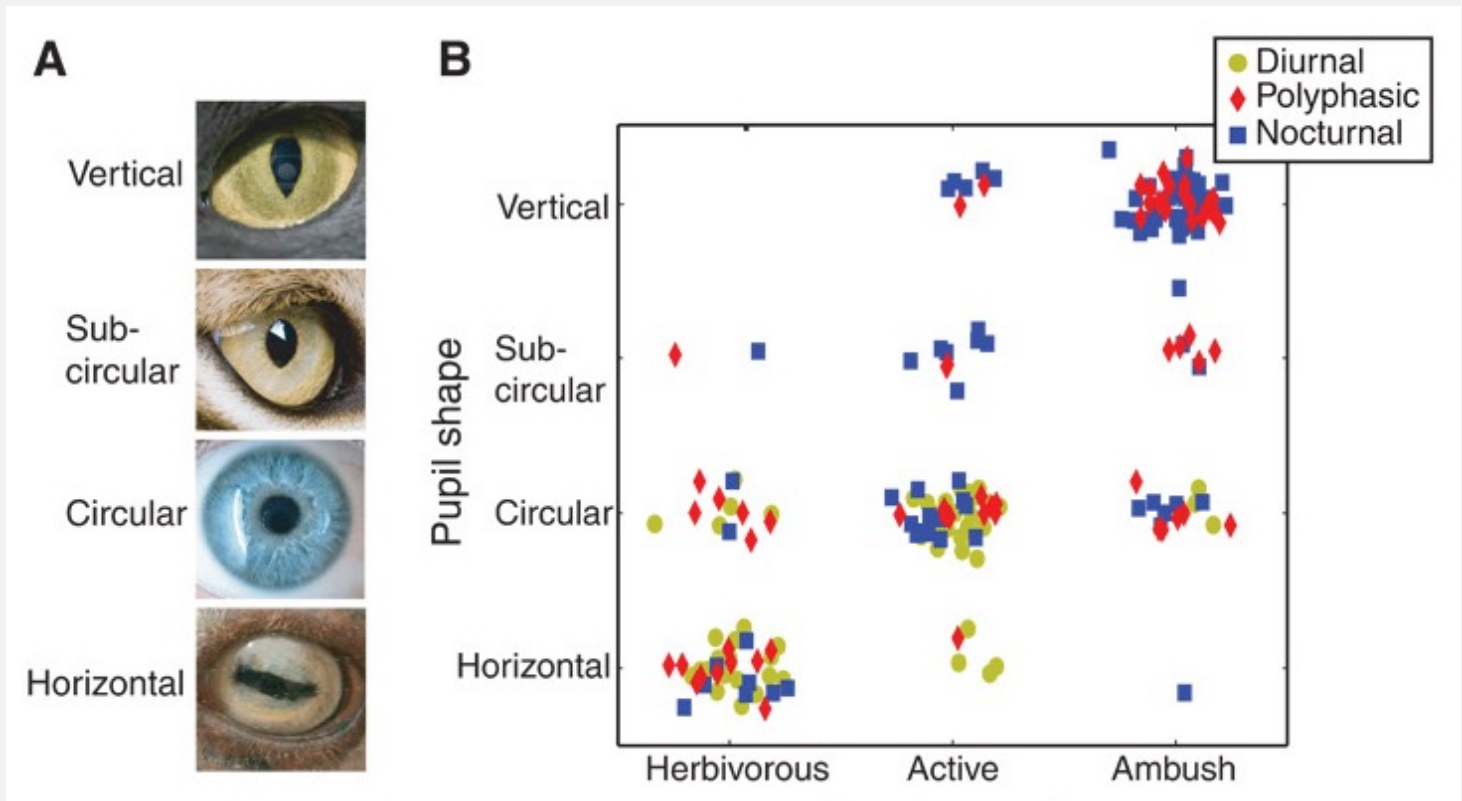 A
Vertical
Sub-
circular
Circular
Horizontal
B
Diurnal
Polyphasic
Nocturnal
Pupil shape
Vertical
Sub-
circular
Circular
Horizontal
Herbivorous
Active
Ambush